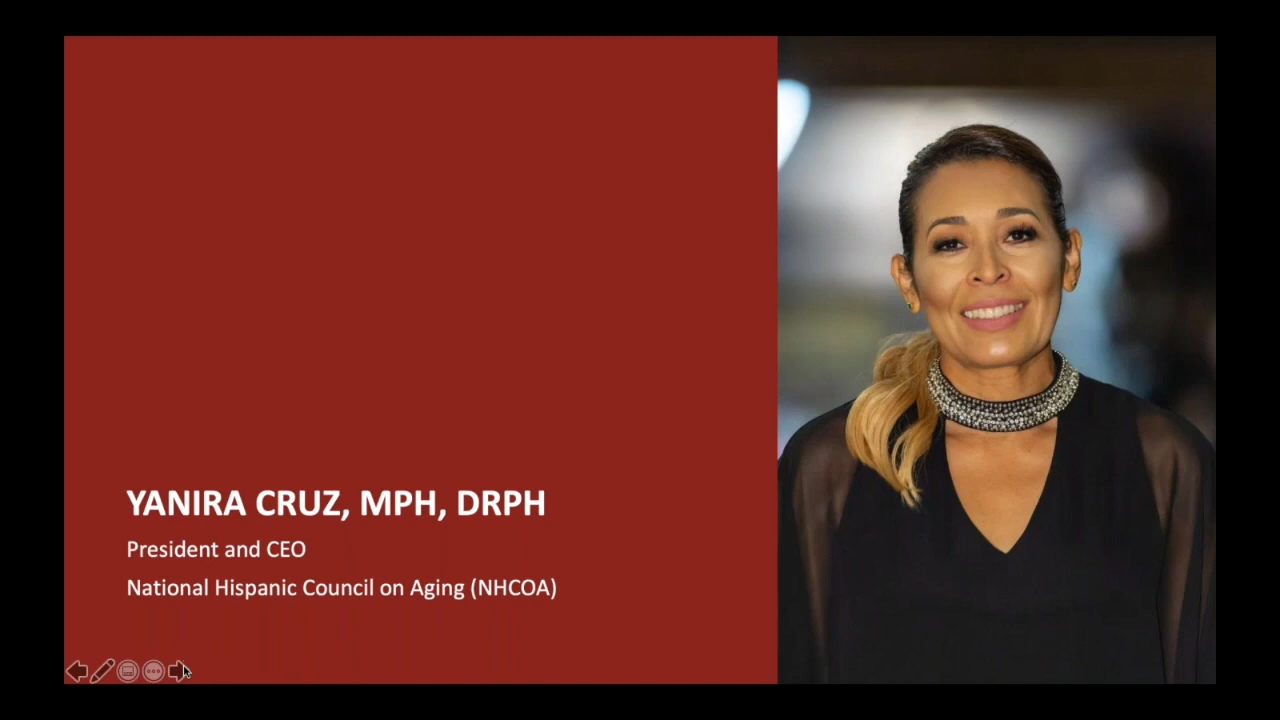 YANIRA CRUZ, MPH, DRPH
President and CEO
National Hispanic Council on Aging (NHCOA)